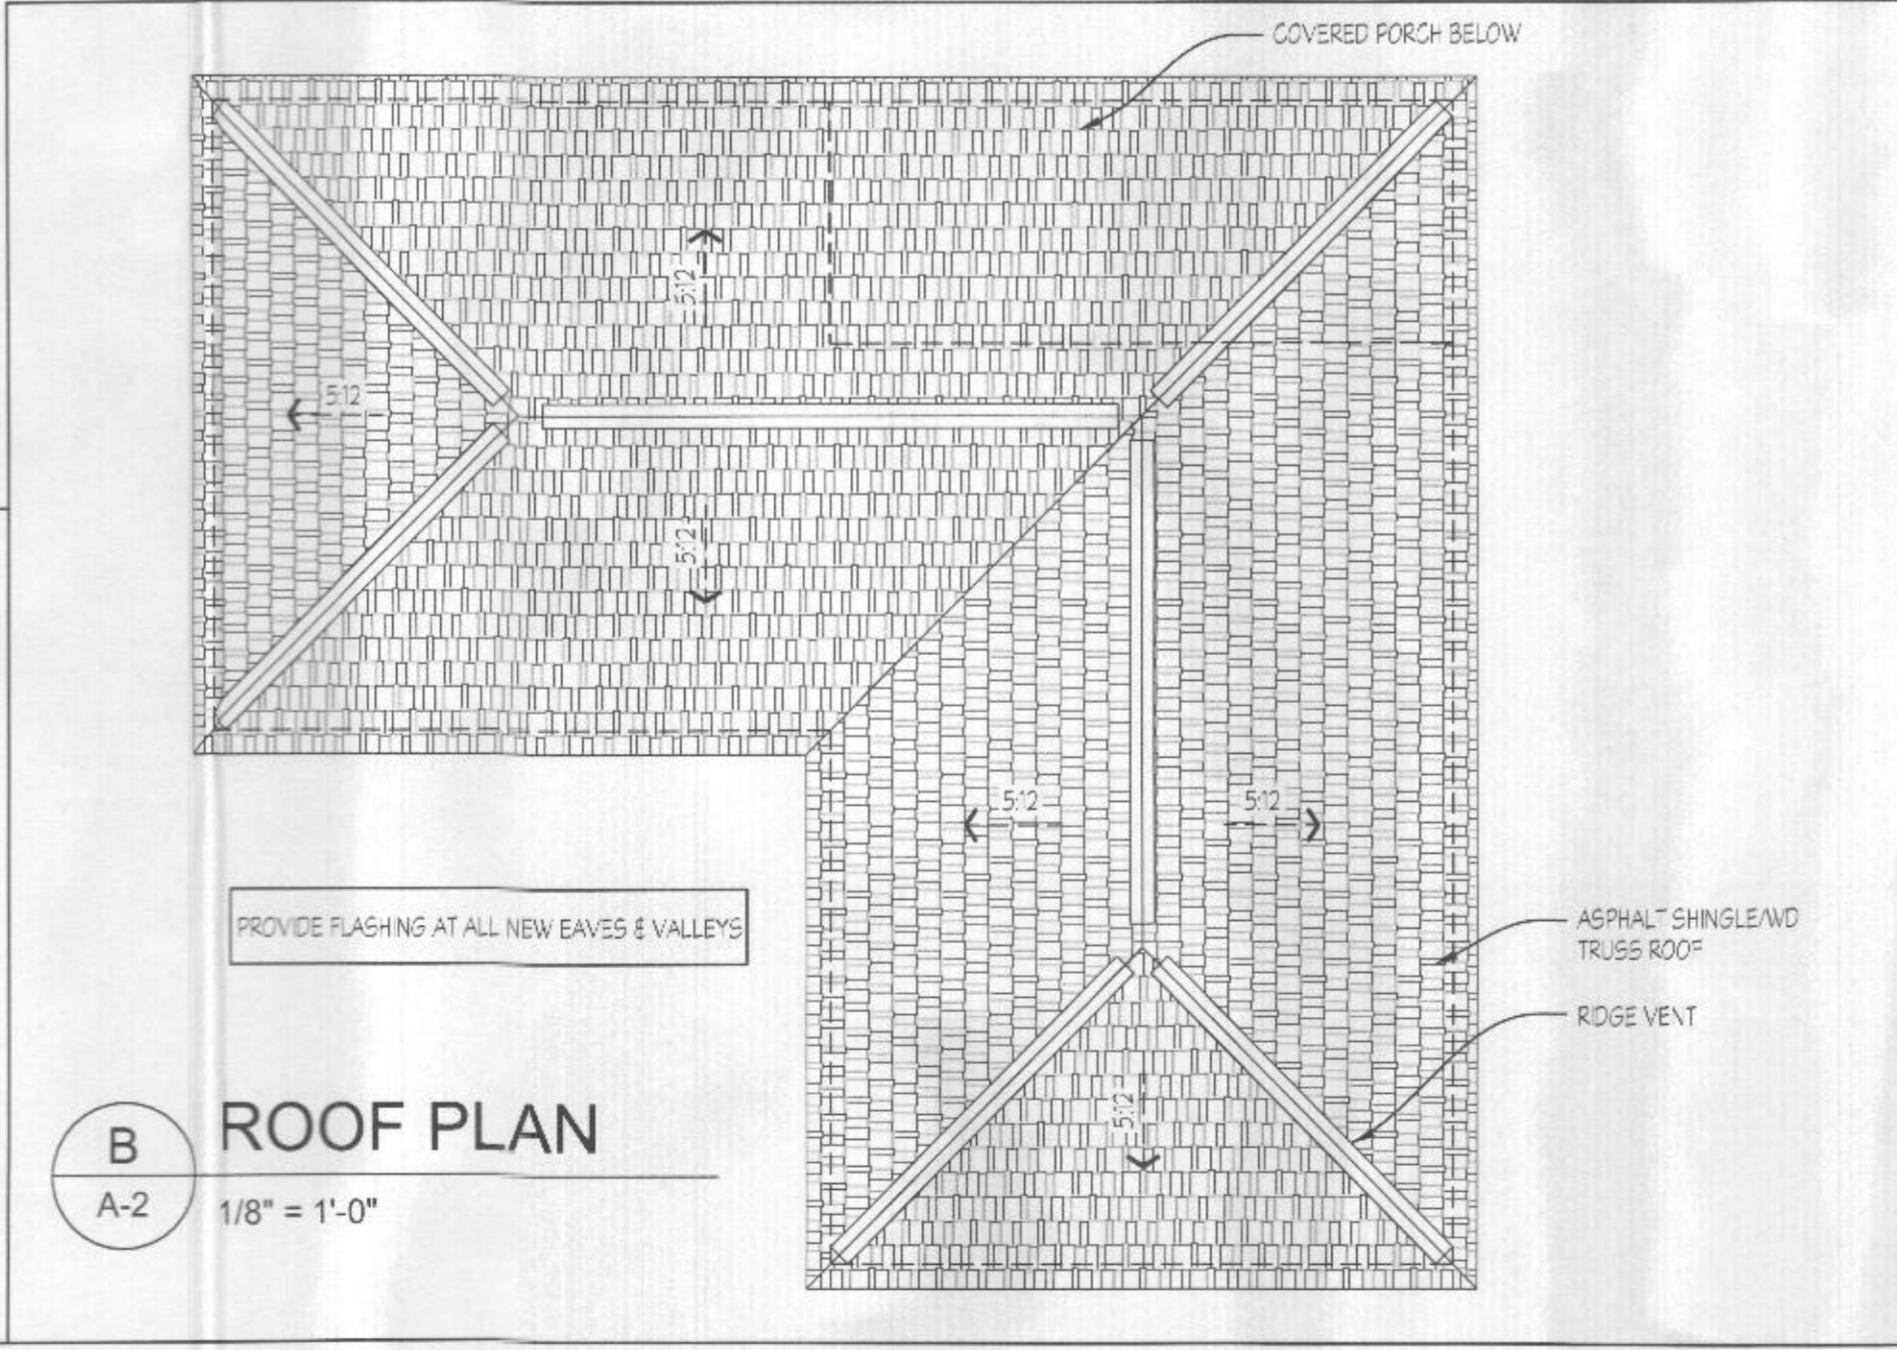 COVERED PORCH BELOW
5:12
5:12
5:12
5:12
5:12
PROVIDE FLASHING AT ALL NEW EAVES & VALLEYS
ASPHALT SHINGLE/WD
TRUSS ROOF
RIDGE VENT
5:12
B
ROOF PLAN
A-2
1/8" = 1'-0"